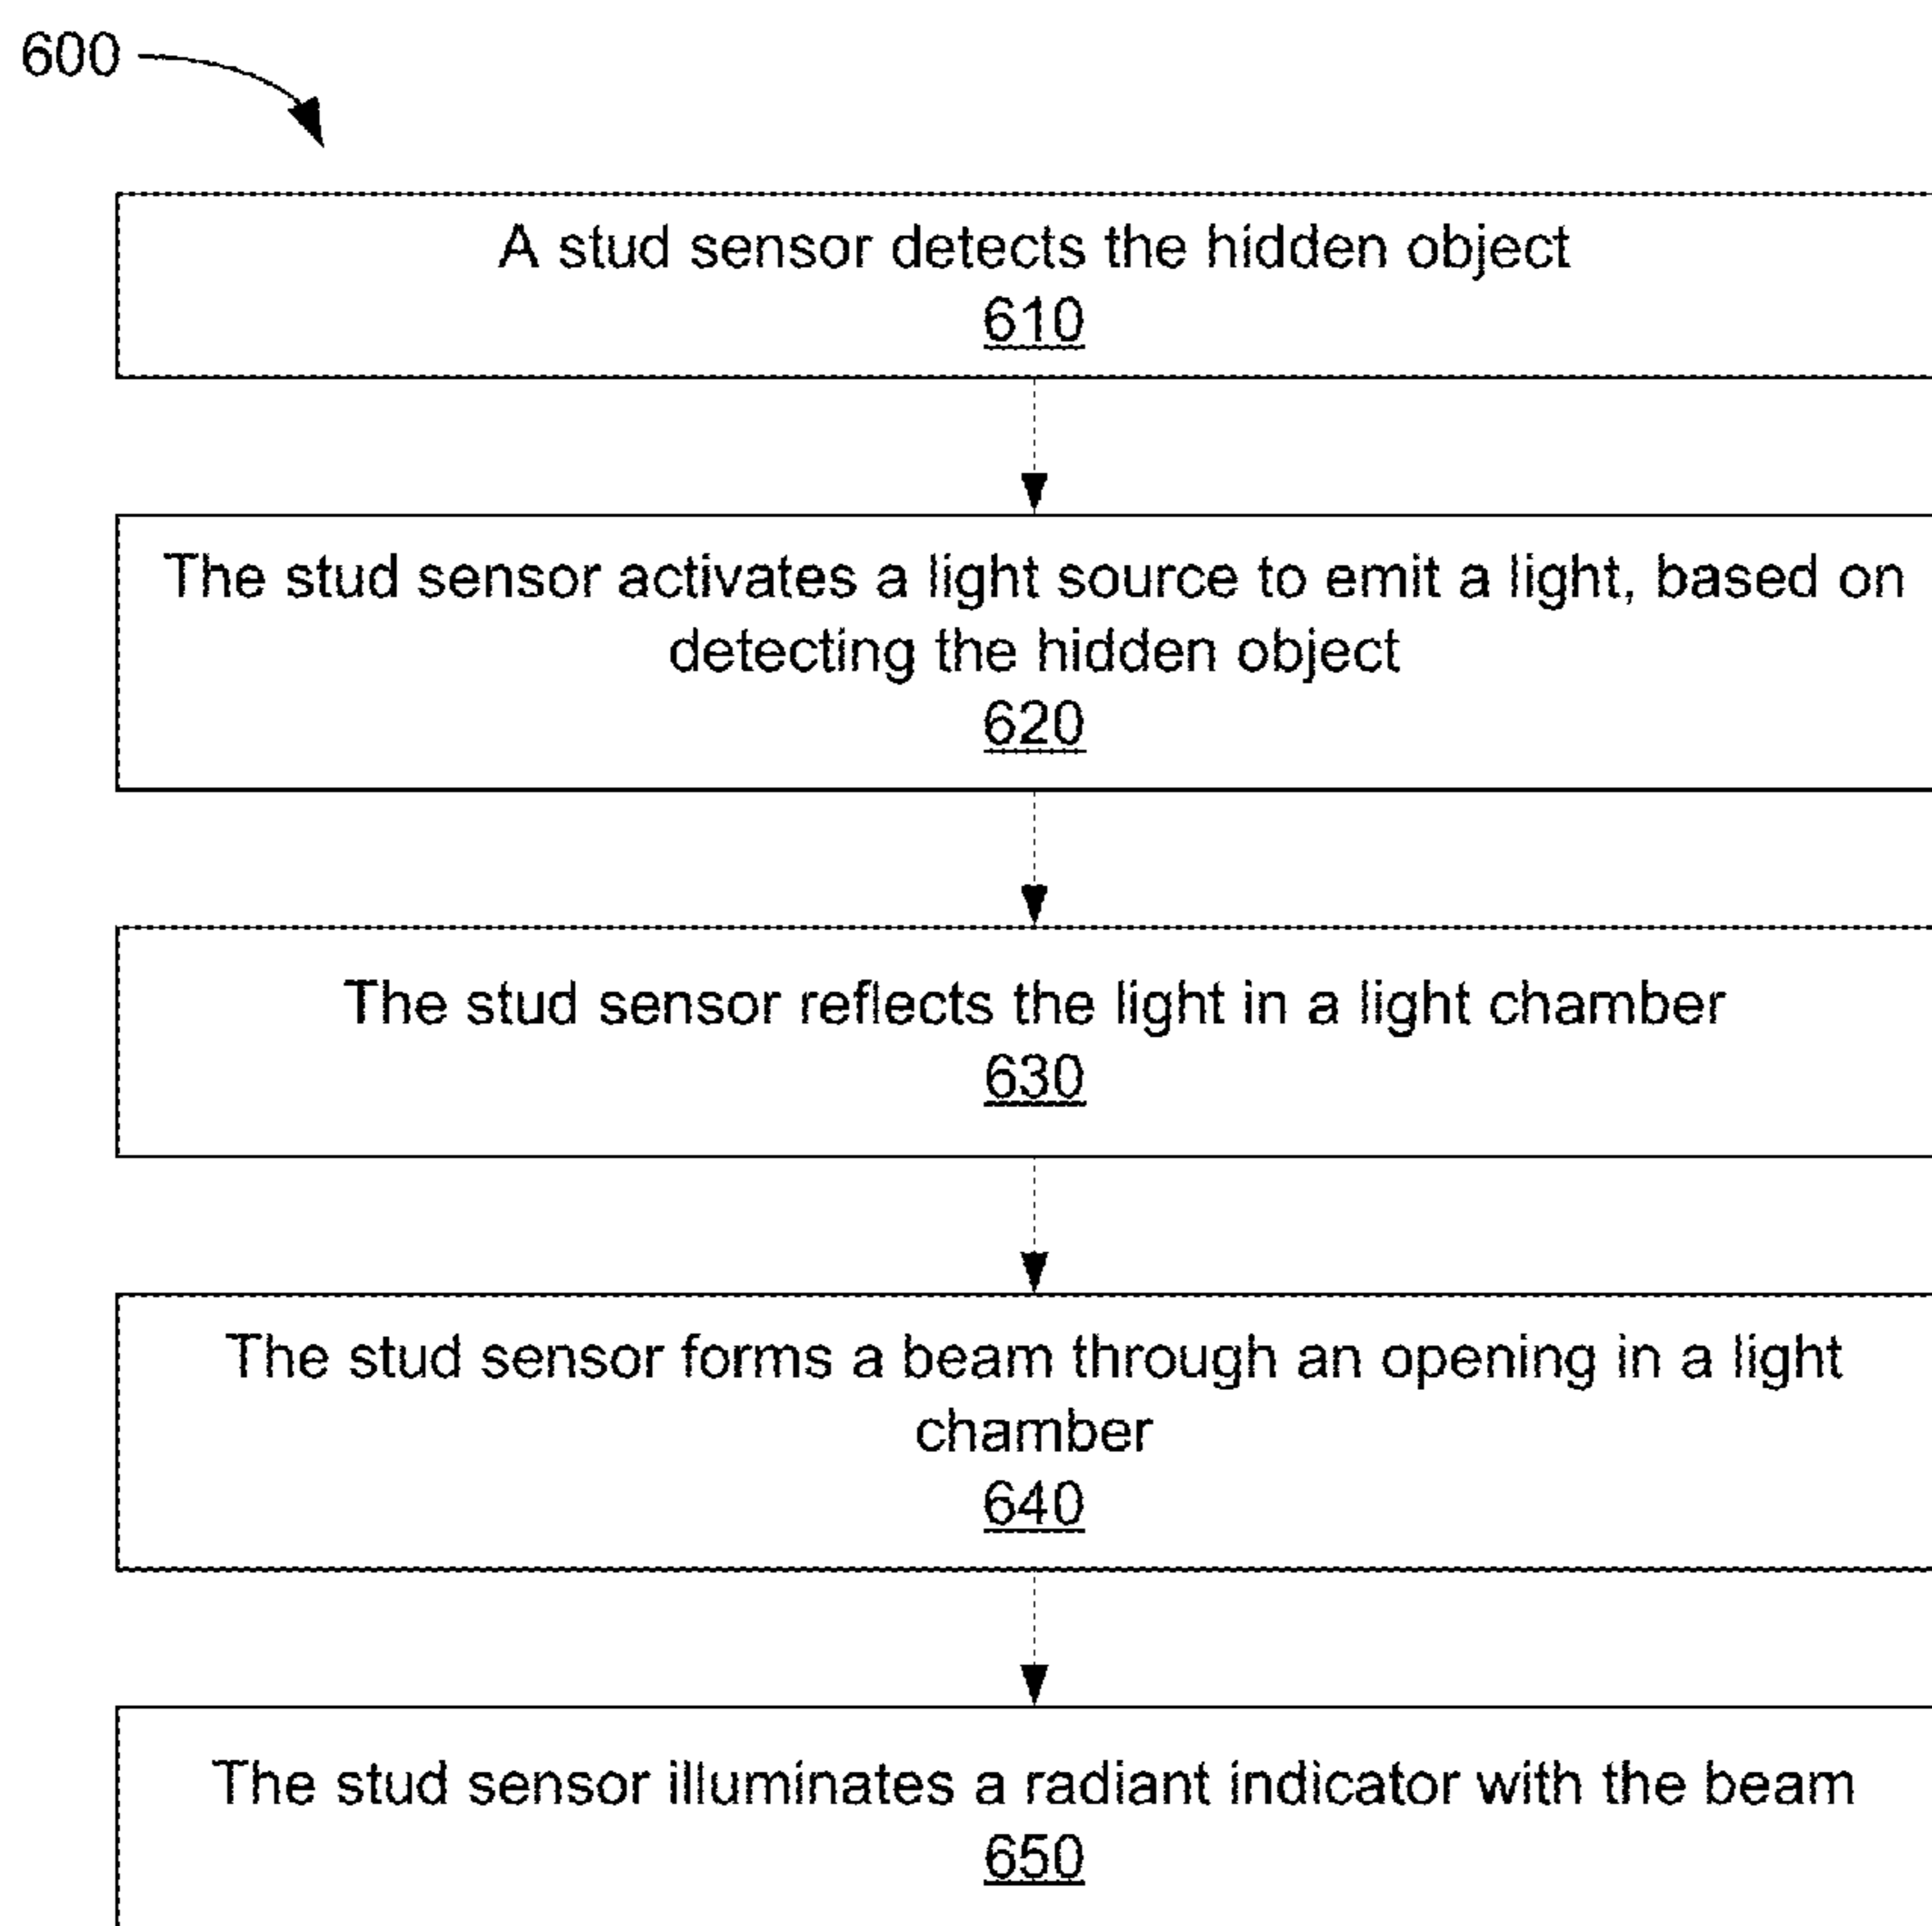 600
A stud sensor detects the hidden object
610
The stud sensor activates a light source to emit a light, based on
detecting the hidden object
620
The stud sensor reflects the light in a light chamber
630
The stud sensor forms a beam through an opening in a light
chamber
640
The stud sensor illuminates a radiant indicator with the beam
650